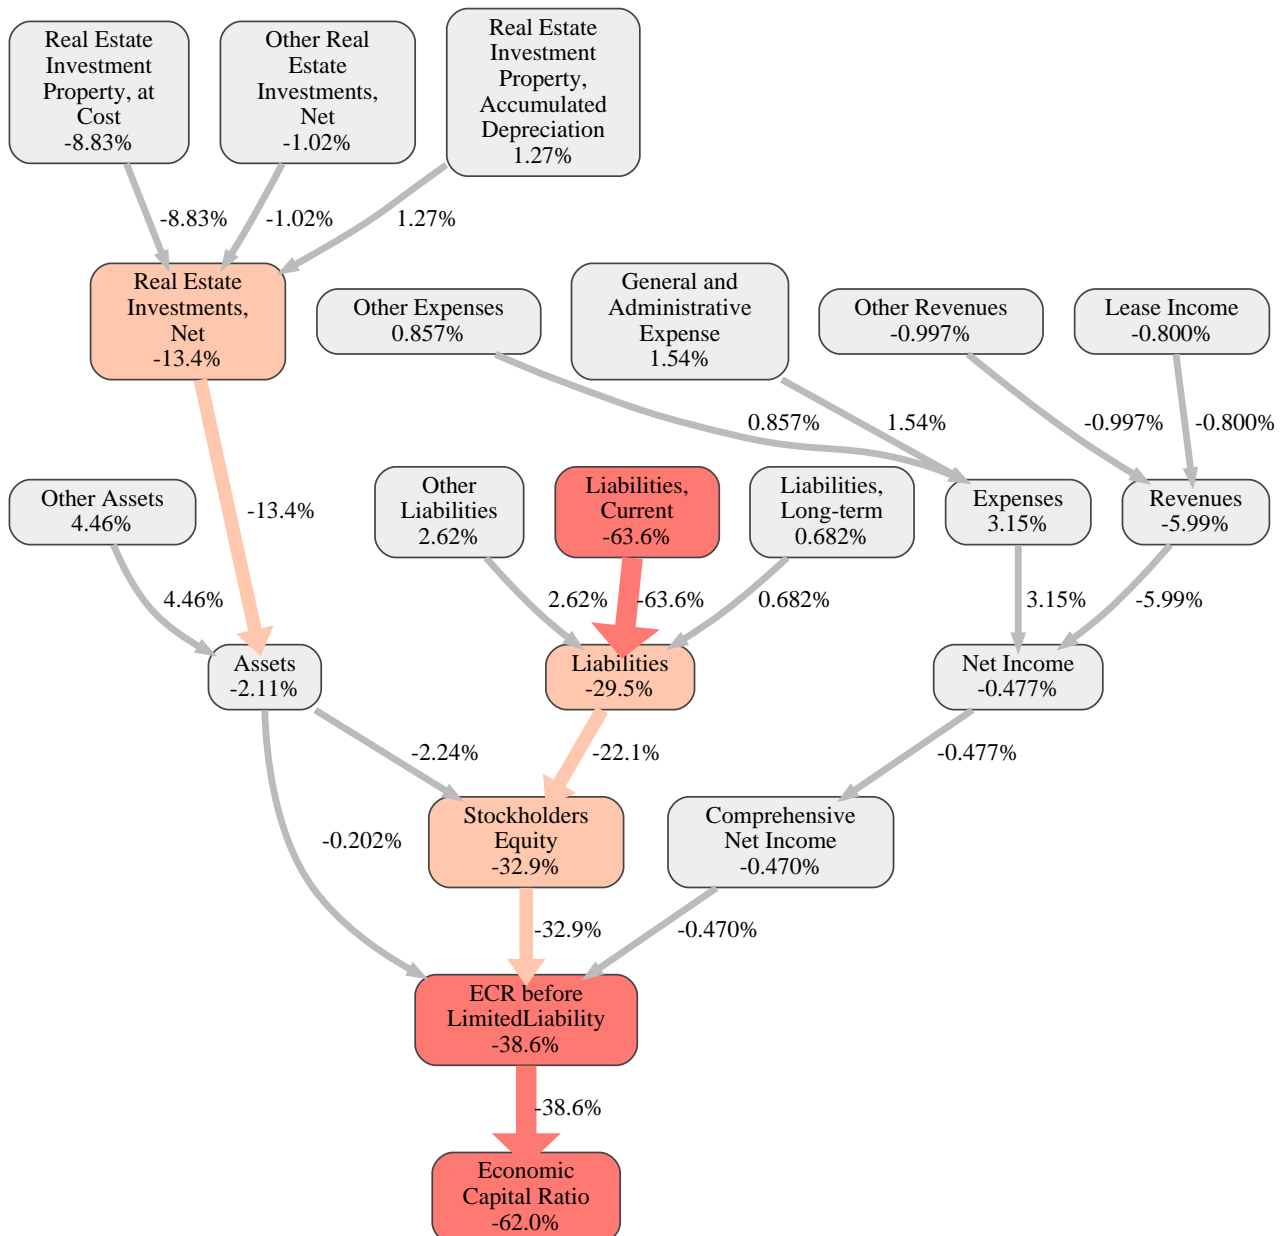 Real Estate
Investment
Property, at
Cost
-8.83%
Other Real
Estate
Investments,
Net
-1.02%
Real Estate
Investment
Property,
Accumulated
Depreciation
1.27%
-8.83%
-1.02%
1.27%
Real Estate
Investments,
Net
-13.4%
Other Expenses
0.857%
General and
Administrative
Expense
1.54%
Other Revenues
-0.997%
Lease Income
-0.800%
0.857%
1.54%
-0.997%
-0.800%
Other Assets
4.46%
-13.4%
Other
Liabilities
2.62%
Liabilities,
Current
-63.6%
Liabilities,
Long-term
0.682%
Expenses
3.15%
Revenues
-5.99%
4.46%
2.62%
-63.6%
0.682%
3.15%
-5.99%
Assets
-2.11%
Liabilities
-29.5%
Net Income
-0.477%
-2.24%
-22.1%
-0.477%
-0.202%
Stockholders
Equity
-32.9%
Comprehensive
Net Income
-0.470%
-32.9%
-0.470%
ECR before
LimitedLiability
-38.6%
-38.6%
Economic
Capital Ratio
-62.0%